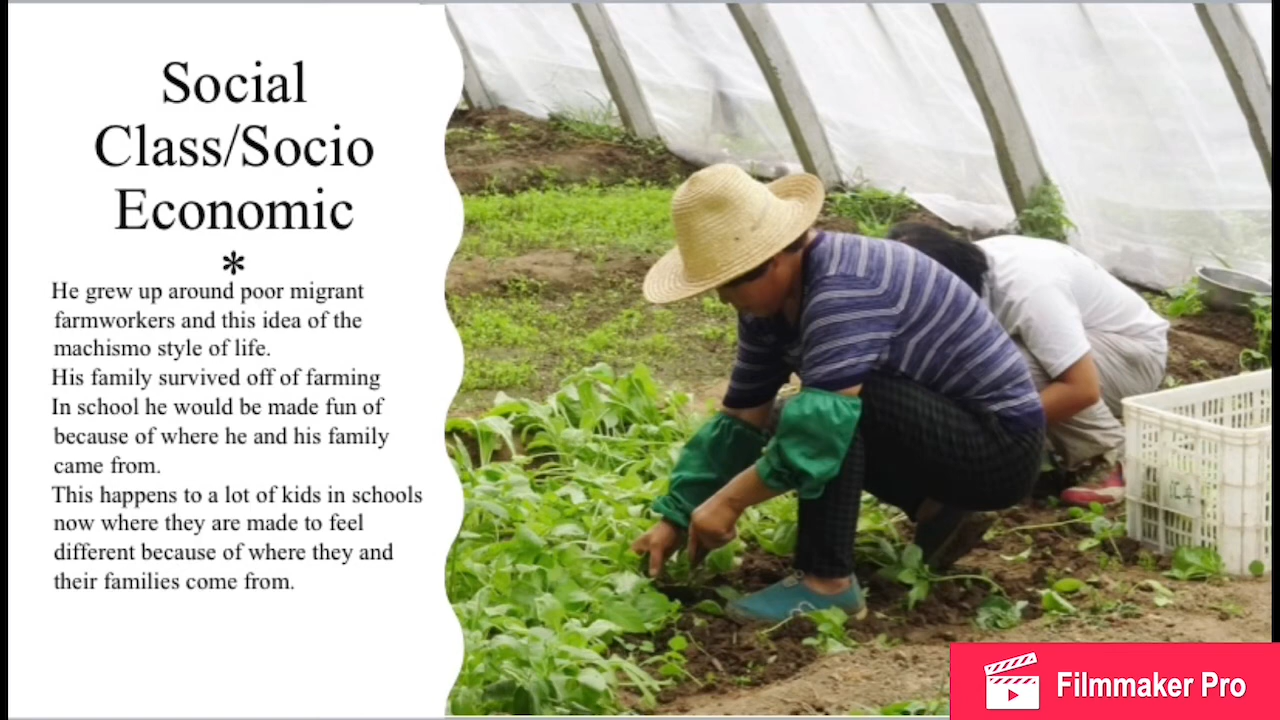 Social
Class/Socio
Economic
*
He grew up around poor migrant
farmworkers and this idea of the
machismo style of life.
His family survived off of farming
In school he would be made fun of
because of where he and his family
came from.
This happens to a lot of kids in schools
now where they are made to feel
different because of where they and
their families come from.
Filmmaker Pro